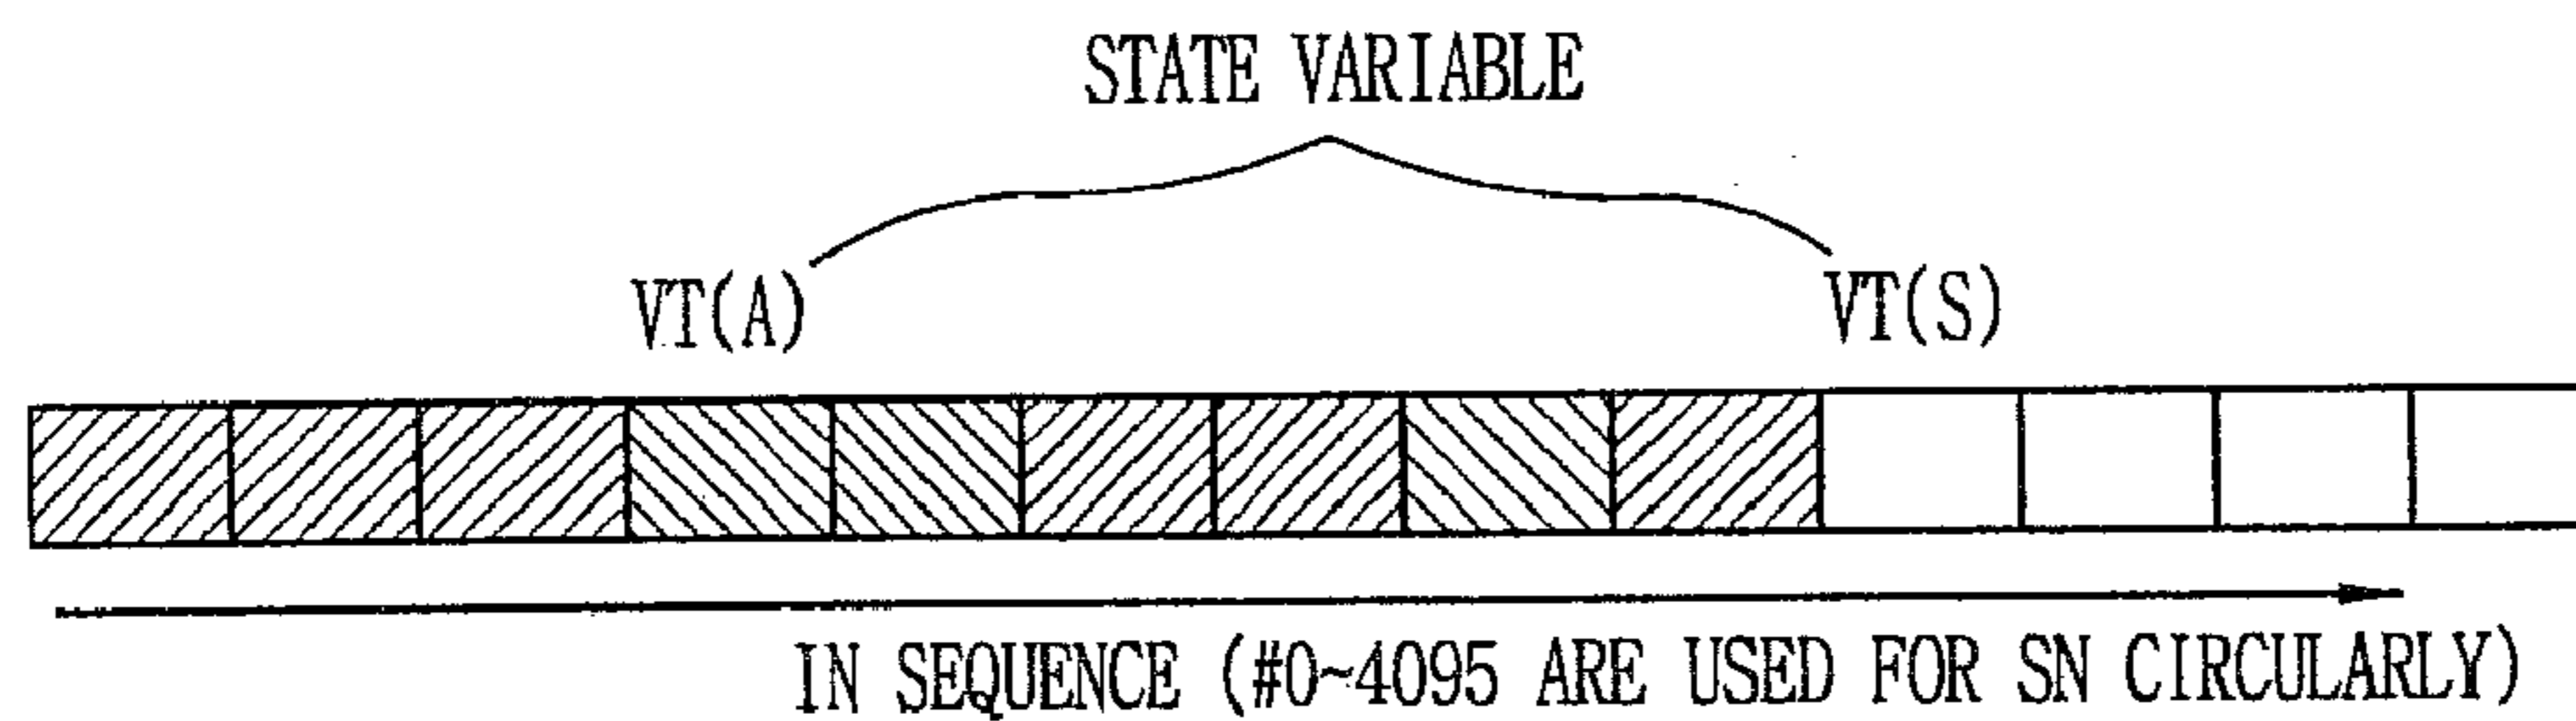 STATE VARIABLE
VT(A) VT(S)
IN SEQUENCE (#0~4095 ARE USED FOR SN CIRCULARLY)